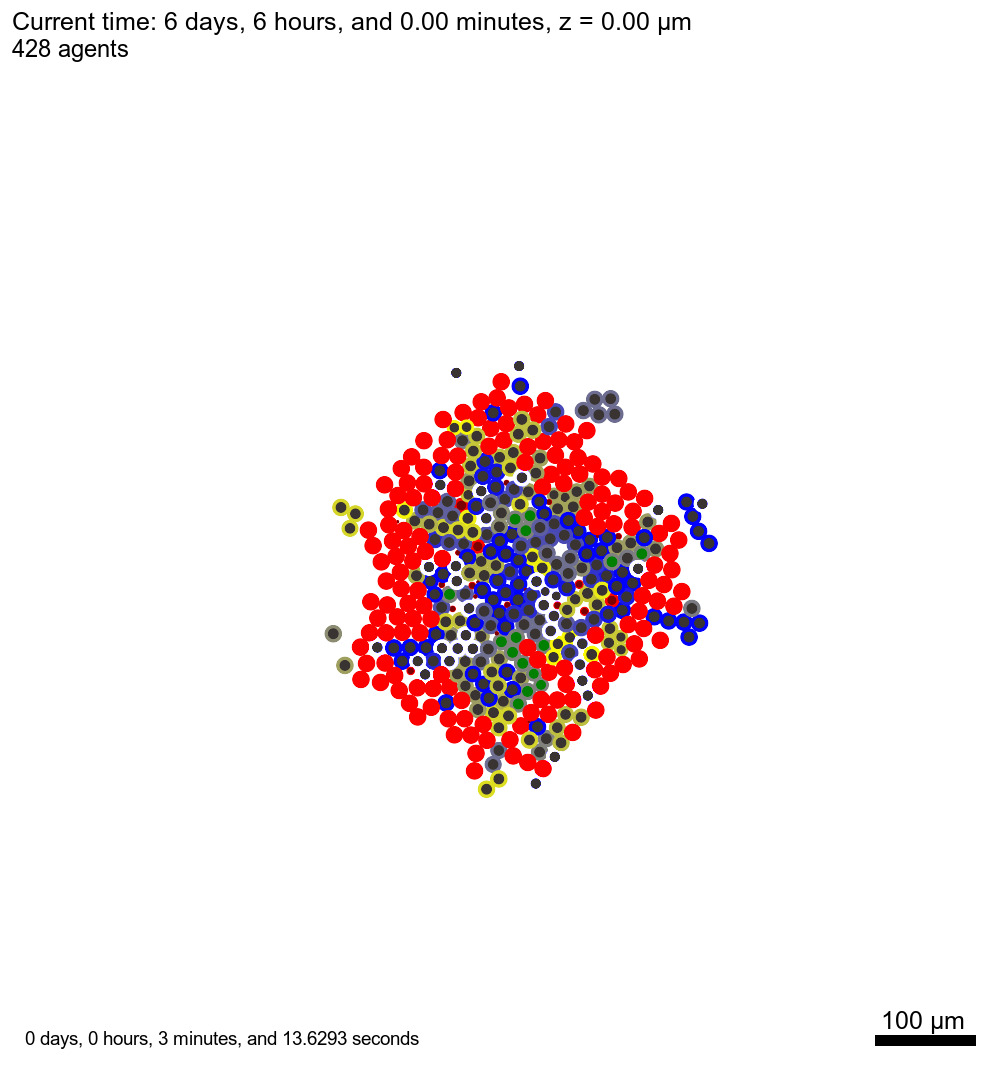 Current time: 6 days, 6 hours, and 0.00 minutes, z = 0.00 μm
428 agents
100 μm
0 days, 0 hours, 3 minutes, and 13.6293 seconds